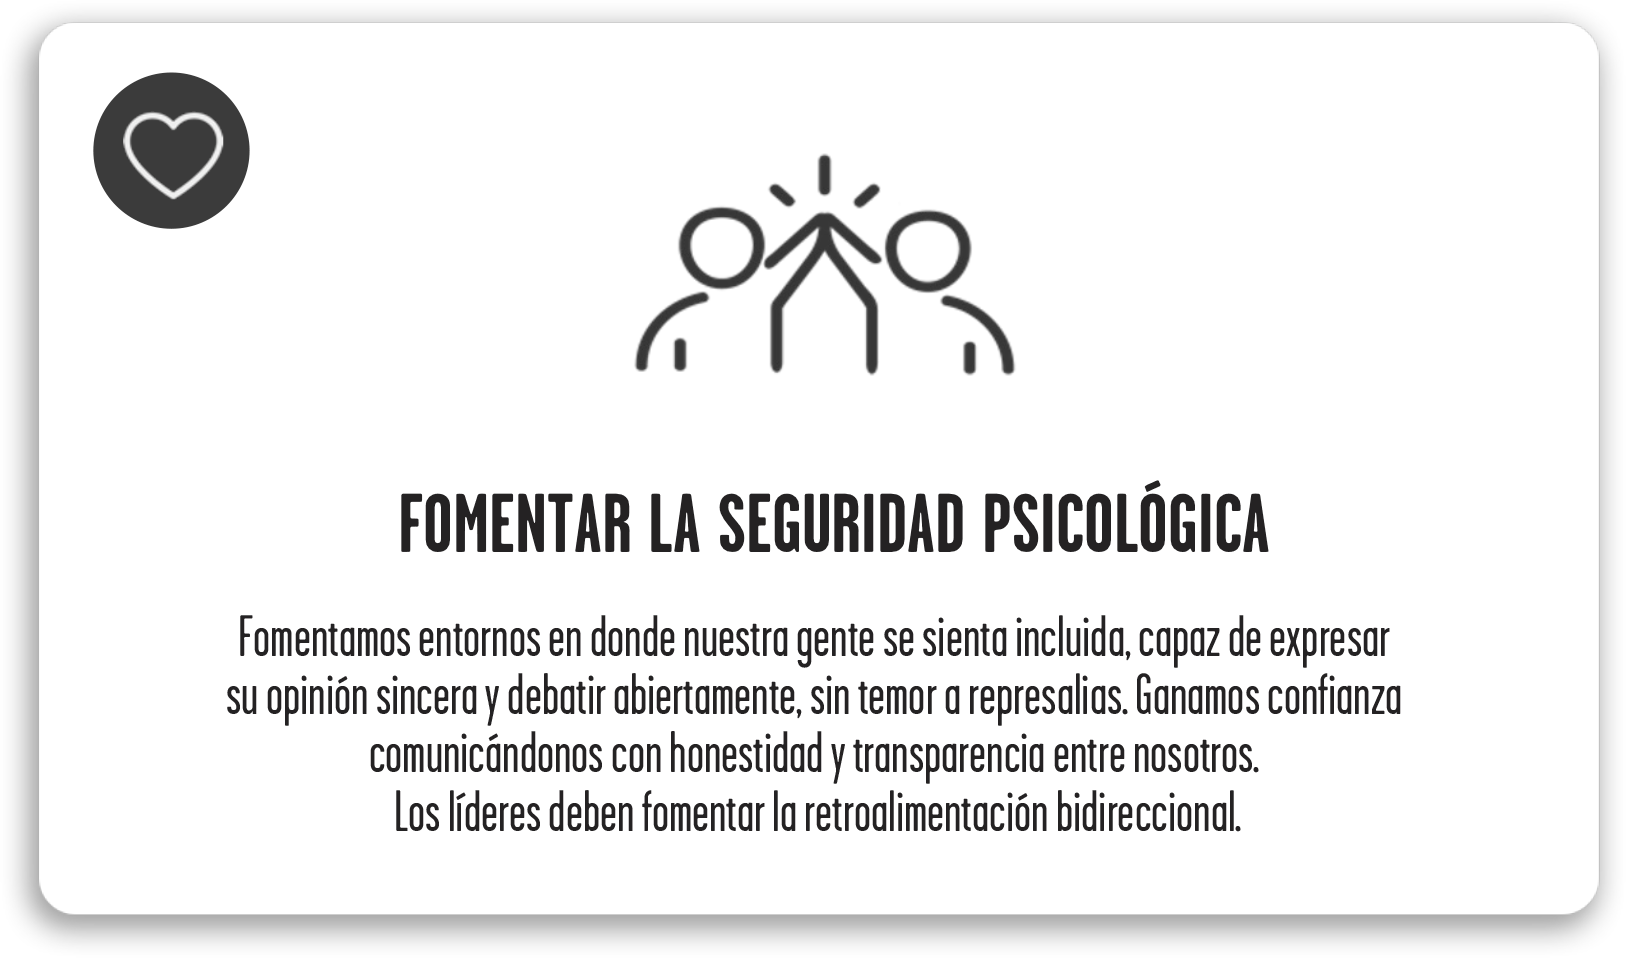 FOMENTAR LA SEGURIDAD PSICOLÓGICA
Fomentamos entornos en donde nuestra gente se sienta incluida, capaz de expresar
su opinión sincera y debatir abiertamente, sin temor a represalias. Ganamos confianza
comunicándonos con honestidad y transparencia entre nosotros.
Los líderes deben fomentar la retroalimentación bidireccional.